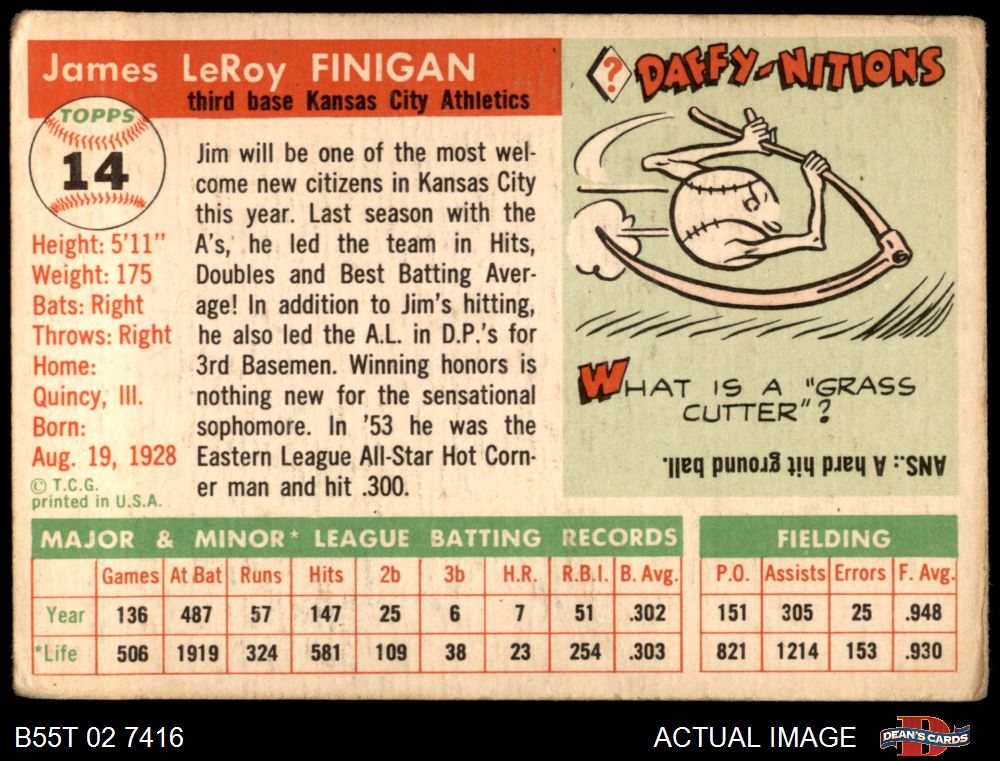 James LeRoy FINIGAN
third base Kansas City Athletics
TOPPS
14
Height: 5'11"
Weight: 175
Bats: Right
Throws: Right
Home:
Quincy, Ill.
Born:
Aug. 19, 1928
© T.C.G.
printed in U.S.A.
Jim will be one of the most wel-
come new citizens in Kansas City
this year. Last season with the
A's, he led the team in Hits,
Doubles and Best Batting Aver-
age! In addition to Jim's hitting,
he also led the A.L. in D.P.'s for
3rd Basemen. Winning honors is
nothing new for the sensational
sophomore. In '53 he was the
Eastern League All-Star Hot Corn-
er man and hit .300.
? DAFFY-NITIONS
WHAT IS A "GRASS
CUTTER"?
ANS.: A hard hit ground ball.
MAJOR & MINOR* LEAGUE BATTING RECORDS FIELDING
Games At Bat Runs Hits 2b 3b H.R. R.B.I. B. Avg. P.O. Assists Errors F. Avg.
Year 136 487 57 147 25 6 7 51 .302 151 305 25 .948
*Life 506 1919 324 581 109 38 23 254 .303 821 1214 153 .930
B55T 02 7416 ACTUAL IMAGE D DEAN'S CARDS